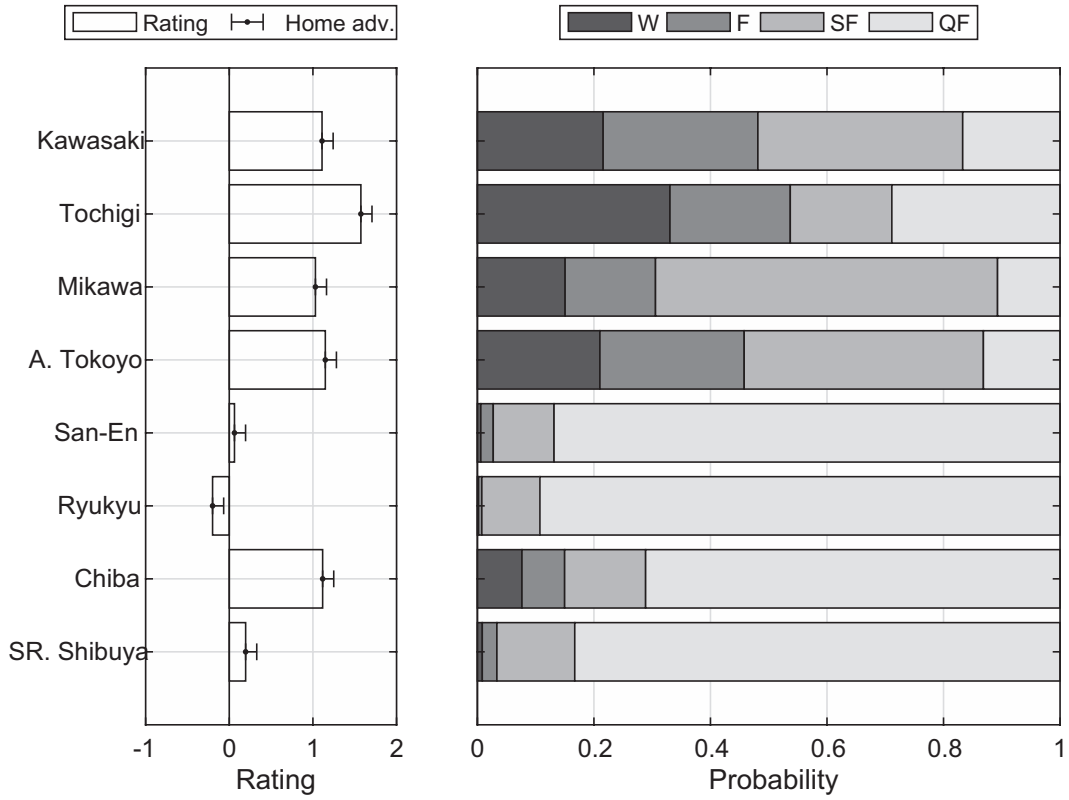 Rating Home adv.
W F SF QF
Kawasaki
Tochigi
Mikawa
A. Tokoyo
San-En
Ryukyu
Chiba
SR. Shibuya
-1 0 1 2
Rating
0 0.2 0.4 0.6 0.8 1
Probability